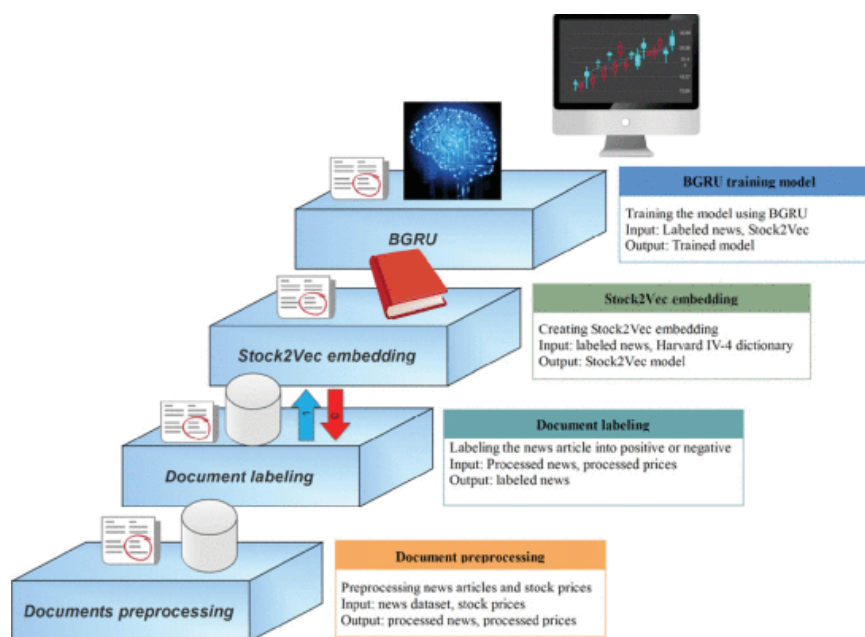 BGRU training model
Training the model using BGRU
Input: Labeled news, Stock2Vec
Output: Trained model
BGRU
Stock2Vec embedding
Creating Stock2Vec embedding
Input: labeled news, Harvard IV-4 dictionary
Output: Stock2Vec model
Stock2Vec embedding
1
0
Document labeling
Labeling the news article into positive or negative
Input: Processed news, processed prices
Output: labeled news
Document labeling
Document preprocessing
Preprocessing news articles and stock prices
Input: news dataset, stock prices
Output: processed news, processed prices
Documents preprocessing